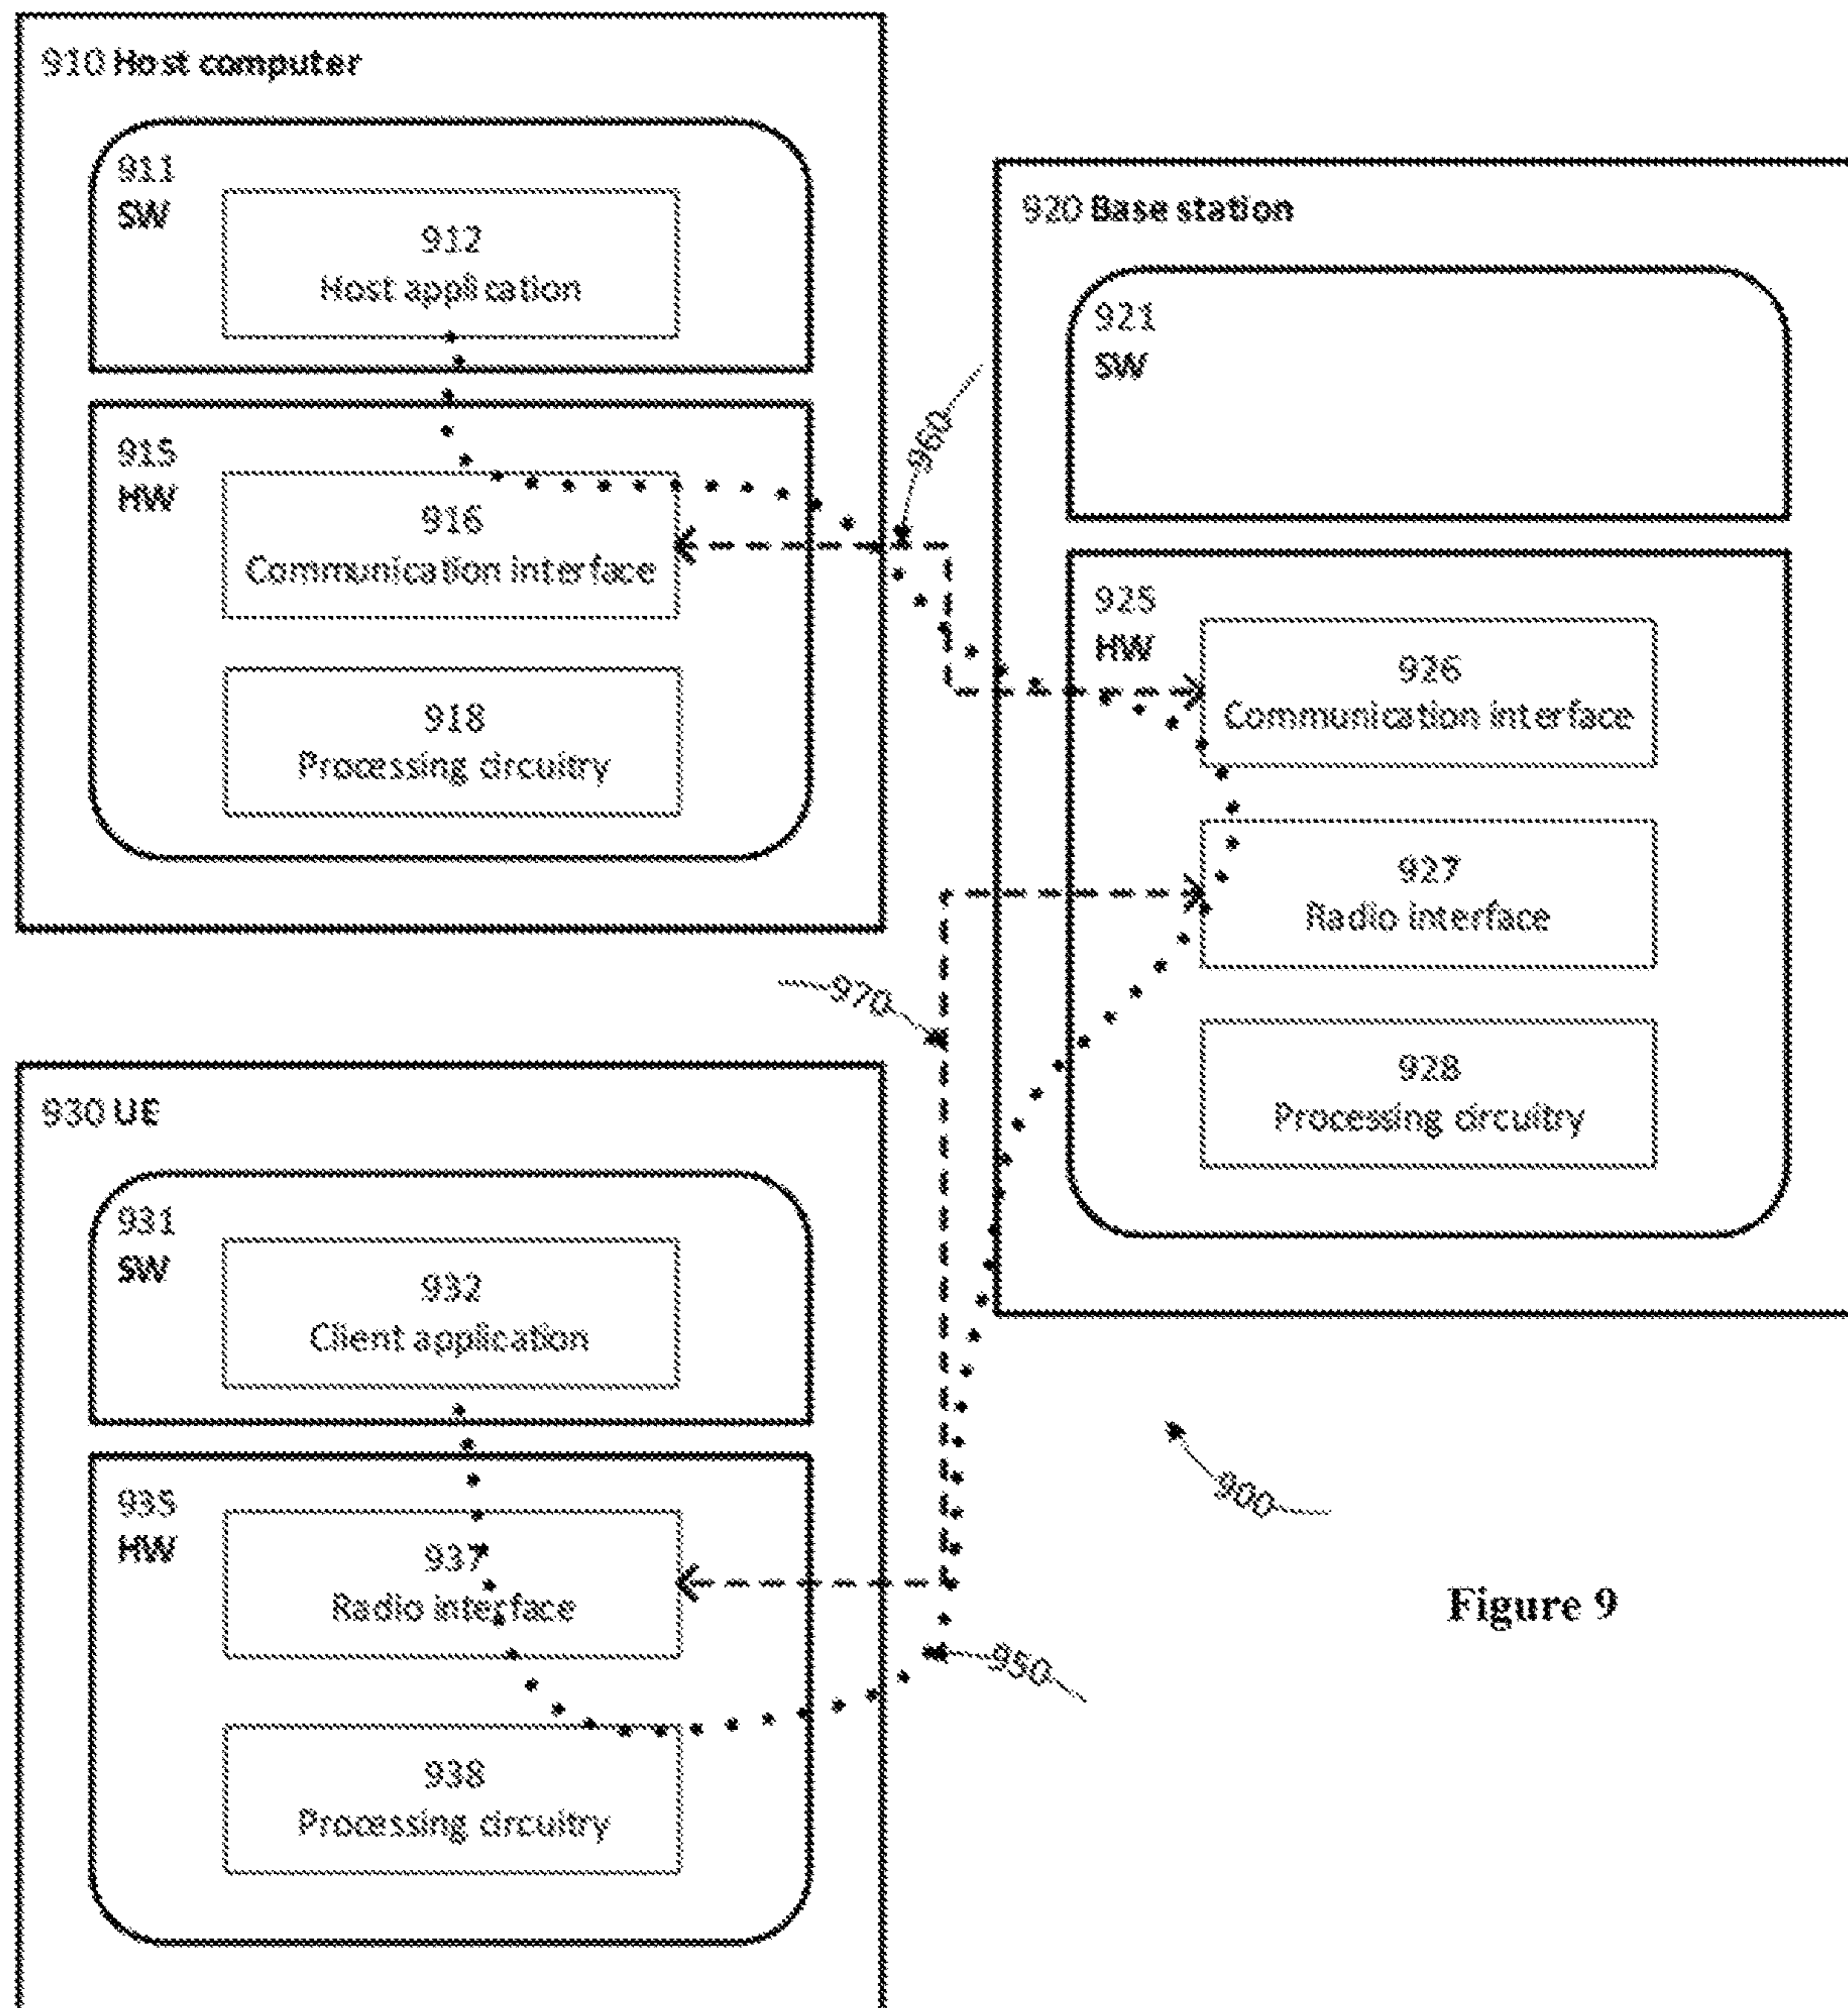 910 Host computer
911
SW
912
Host application
915
HW
916
Communication interface
918
Processing circuitry
960
920 Base station
921
SW
925
HW
926
Communication interface
927
Radio interface
928
Processing circuitry
970
930 UE
931
SW
932
Client application
935
HW
937
Radio interface
938
Processing circuitry
950
900
Figure 9